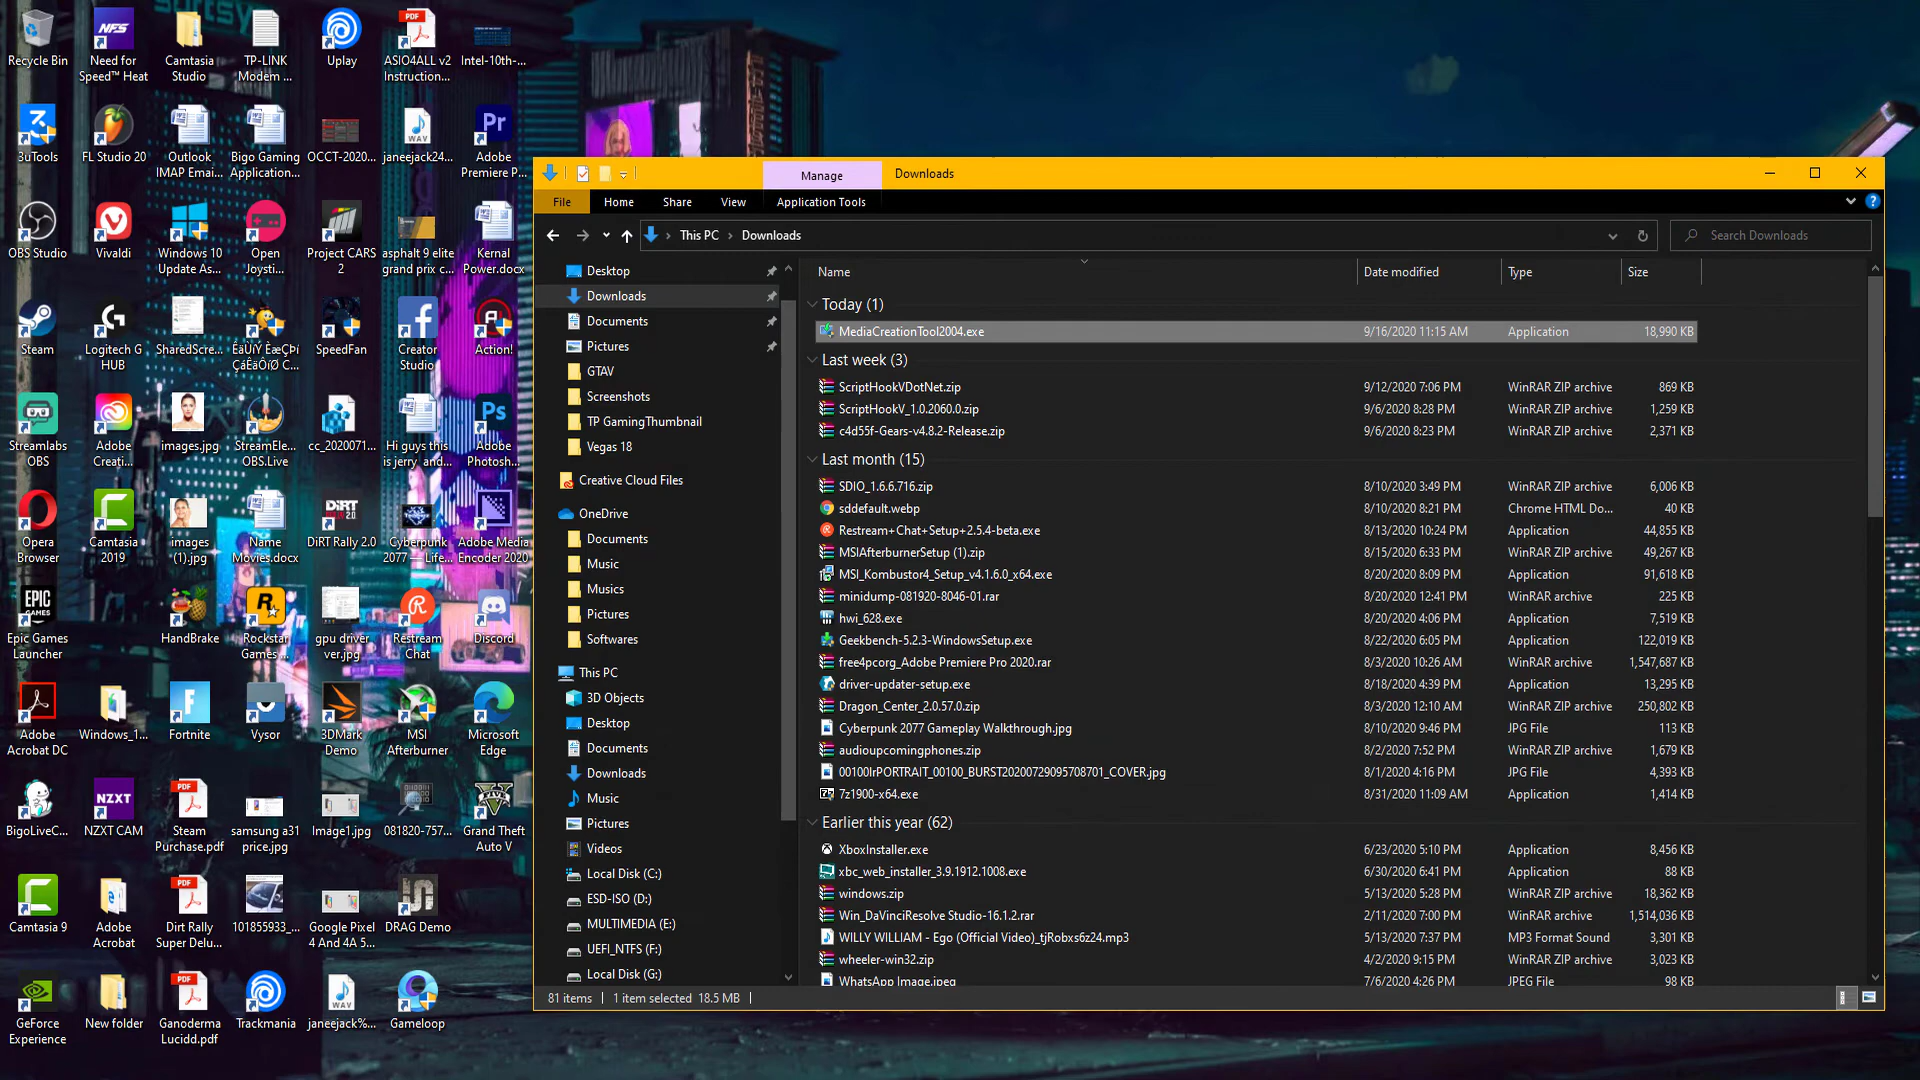 Recycle Bin
Need for
Speed™ Heat
Camtasia
Studio
TP-LINK
Modem ...
Uplay
ASIO4ALL v2
Instruction...
Intel-10th-...
3uTools
FL Studio 20
Outlook
IMAP Emai...
Bigo Gaming
Application...
OCCT-2020...
janeejack24...
Adobe
Premiere P...
OBS Studio
Vivaldi
Windows 10
Update As...
Open
Joysti...
Project CARS
2
asphalt 9 elite
grand prix c...
Kernal
Power.docx
Steam
Logitech G
HUB
SharedScre...
SpeedFan
Creator
Studio
Action!
Streamlabs
OBS
Adobe
Creati...
images.jpg
StreamEle...
OBS.Live
cc_2020071...
Hi guys this
is jerry and...
Adobe
Photosh...
Opera
Browser
Camtasia
2019
images
(1).jpg
Name
Movies.docx
DiRT Rally 2.0
Cyberpunk
2077 — Life...
Adobe Media
Encoder 2020
Epic Games
Launcher
HandBrake
Rockstar
Games ...
gpu driver
ver.jpg
Restream
Chat
Discord
Adobe
Acrobat DC
Windows_1...
Fortnite
Vysor
3DMark
Demo
MSI
Afterburner
Microsoft
Edge
BigoLiveC...
NZXT CAM
Steam
Purchase.pdf
samsung a31
price.jpg
Image1.jpg
081820-757...
Grand Theft
Auto V
Camtasia 9
Adobe
Acrobat
Dirt Rally
Super Delu...
101855933_...
Google Pixel
4 And 4A 5...
DRAG Demo
GeForce
Experience
New folder
Ganoderma
Lucidd.pdf
Trackmania
janeejack%...
Gameloop
Manage
Downloads
File
Home
Share
View
Application Tools
This PC
Downloads
Search Downloads
Desktop
Downloads
Documents
Pictures
GTAV
Screenshots
TP GamingThumbnail
Vegas 18
Creative Cloud Files
OneDrive
Documents
Music
Musics
Pictures
Softwares
This PC
3D Objects
Desktop
Documents
Downloads
Music
Pictures
Videos
Local Disk (C:)
ESD-ISO (D:)
MULTIMEDIA (E:)
UEFI_NTFS (F:)
Local Disk (G:)
Name Date modified Type Size
Today (1)
MediaCreationTool2004.exe 9/16/2020 11:15 AM Application 18,990 KB
Last week (3)
ScriptHookVDotNet.zip 9/12/2020 7:06 PM WinRAR ZIP archive 869 KB
ScriptHookV_1.0.2060.0.zip 9/6/2020 8:28 PM WinRAR ZIP archive 1,259 KB
c4d55f-Gears-v4.8.2-Release.zip 9/6/2020 8:23 PM WinRAR ZIP archive 2,371 KB
Last month (15)
SDIO_1.6.6.716.zip 8/10/2020 3:49 PM WinRAR ZIP archive 6,006 KB
sddefault.webp 8/10/2020 8:21 PM Chrome HTML Do... 40 KB
Restream+Chat+Setup+2.5.4-beta.exe 8/13/2020 10:24 PM Application 44,855 KB
MSIAfterburnerSetup (1).zip 8/15/2020 6:33 PM WinRAR ZIP archive 49,267 KB
MSI_Kombustor4_Setup_v4.1.6.0_x64.exe 8/20/2020 8:09 PM Application 91,618 KB
minidump-081920-8046-01.rar 8/20/2020 12:41 PM WinRAR archive 225 KB
hwi_628.exe 8/20/2020 4:06 PM Application 7,519 KB
Geekbench-5.2.3-WindowsSetup.exe 8/22/2020 6:05 PM Application 122,019 KB
free4pcorg_Adobe Premiere Pro 2020.rar 8/3/2020 10:26 AM WinRAR archive 1,547,687 KB
driver-updater-setup.exe 8/18/2020 4:39 PM Application 13,295 KB
Dragon_Center_2.0.57.0.zip 8/3/2020 12:10 AM WinRAR ZIP archive 250,802 KB
Cyberpunk 2077 Gameplay Walkthrough.jpg 8/10/2020 9:46 PM JPG File 113 KB
audioupcomingphones.zip 8/2/2020 7:52 PM WinRAR ZIP archive 1,679 KB
00100lrPORTRAIT_00100_BURST20200729095708701_COVER.jpg 8/1/2020 4:16 PM JPG File 4,393 KB
7z1900-x64.exe 8/31/2020 11:09 AM Application 1,414 KB
Earlier this year (62)
XboxInstaller.exe 6/23/2020 5:10 PM Application 8,456 KB
xbc_web_installer_3.9.1912.1008.exe 6/30/2020 6:41 PM Application 88 KB
windows.zip 5/13/2020 5:28 PM WinRAR ZIP archive 18,362 KB
Win_DaVinciResolve Studio-16.1.2.rar 2/11/2020 7:00 PM WinRAR archive 1,514,036 KB
WILLY WILLIAM - Ego (Official Video)_tjRobxs6z24.mp3 5/13/2020 7:37 PM MP3 Format Sound 3,301 KB
wheeler-win32.zip 4/2/2020 9:15 PM WinRAR ZIP archive 3,023 KB
WhatsApp Image.jpeg 7/6/2020 4:26 PM JPEG File 98 KB
81 items 1 item selected 18.5 MB